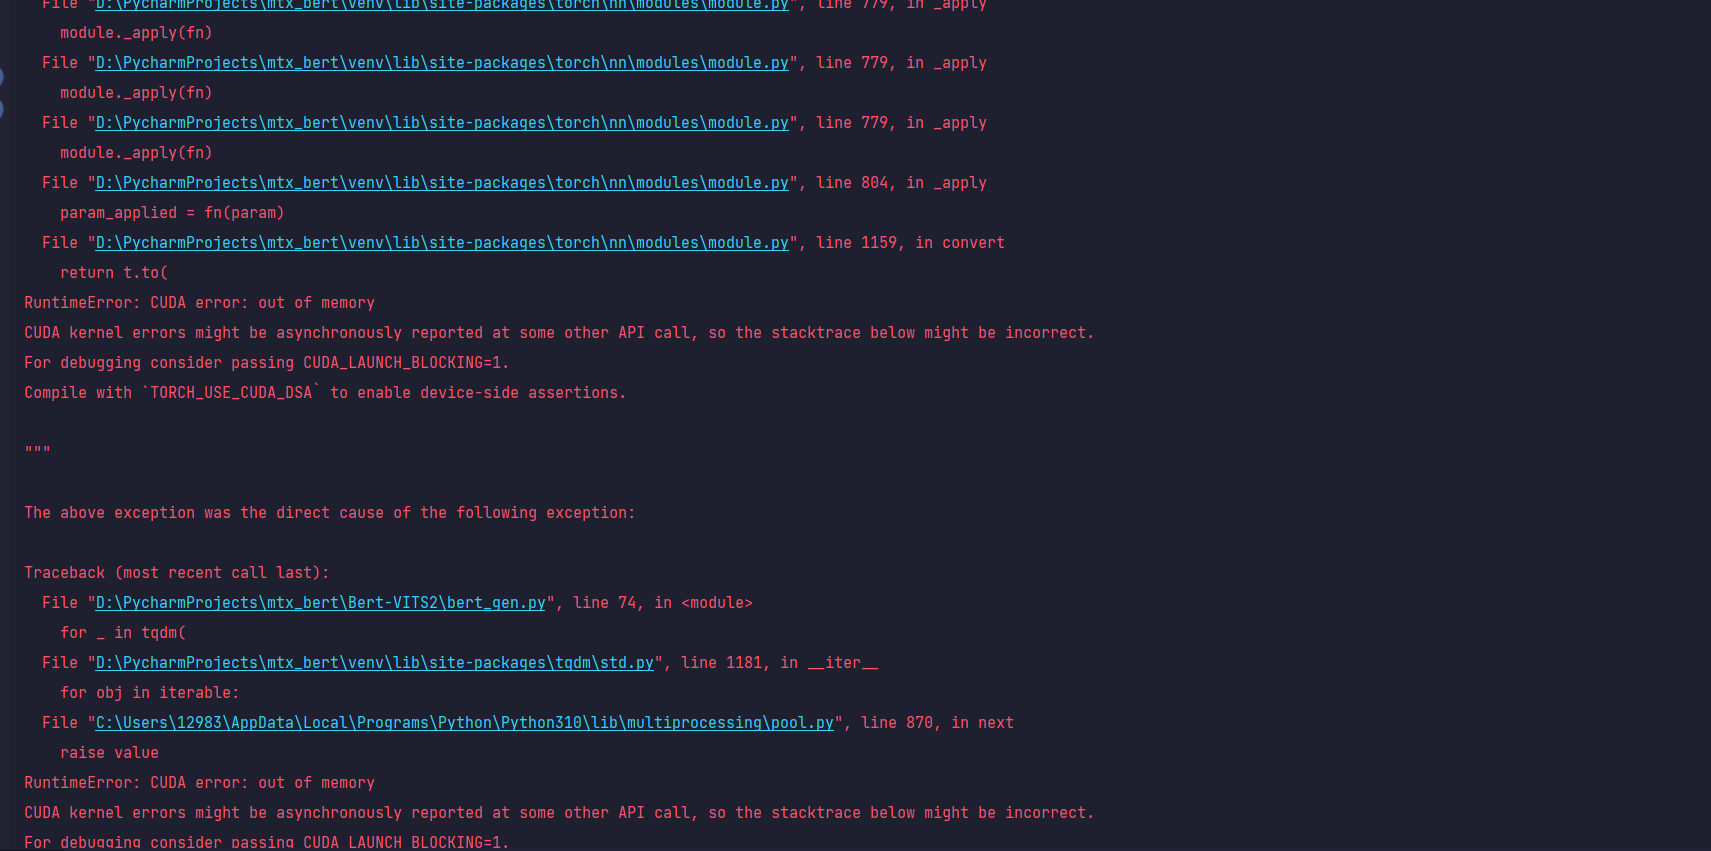 File "D:\PycharmProjects\mtx_bert\venv\lib\site-packages\torch\nn\modules\module.py", line 779, in _apply
module._apply(fn)
File "D:\PycharmProjects\mtx_bert\venv\lib\site-packages\torch\nn\modules\module.py", line 779, in _apply
module._apply(fn)
File "D:\PycharmProjects\mtx_bert\venv\lib\site-packages\torch\nn\modules\module.py", line 779, in _apply
module._apply(fn)
File "D:\PycharmProjects\mtx_bert\venv\lib\site-packages\torch\nn\modules\module.py", line 804, in _apply
param_applied = fn(param)
File "D:\PycharmProjects\mtx_bert\venv\lib\site-packages\torch\nn\modules\module.py", line 1159, in convert
return t.to(
RuntimeError: CUDA error: out of memory
CUDA kernel errors might be asynchronously reported at some other API call, so the stacktrace below might be incorrect.
For debugging consider passing CUDA_LAUNCH_BLOCKING=1.
Compile with `TORCH_USE_CUDA_DSA` to enable device-side assertions.
"""
The above exception was the direct cause of the following exception:
Traceback (most recent call last):
File "D:\PycharmProjects\mtx_bert\Bert-VITS2\bert_gen.py", line 74, in <module>
for _ in tqdm(
File "D:\PycharmProjects\mtx_bert\venv\lib\site-packages\tqdm\std.py", line 1181, in __iter__
for obj in iterable:
File "C:\Users\12983\AppData\Local\Programs\Python\Python310\lib\multiprocessing\pool.py", line 870, in next
raise value
RuntimeError: CUDA error: out of memory
CUDA kernel errors might be asynchronously reported at some other API call, so the stacktrace below might be incorrect.
For debugging consider passing CUDA_LAUNCH_BLOCKING=1.